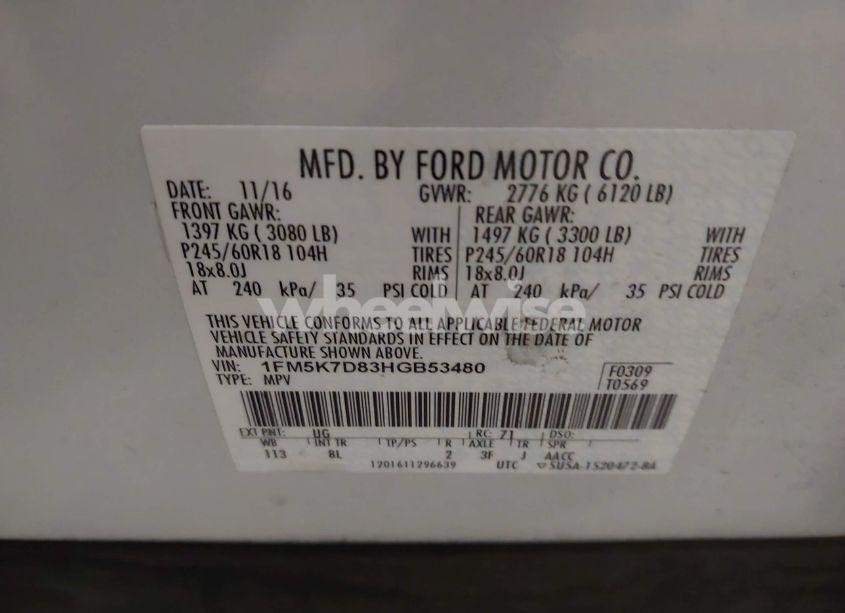 MFD. BY FORD MOTOR CO.
DATE: 11/16 GVWR: 2776 KG ( 6120 LB)
FRONT GAWR: REAR GAWR:
1397 KG ( 3080 LB) WITH 1497 KG ( 3300 LB) WITH
P245/60R18 104H TIRES P245/60R18 104H TIRES
18x8.0J RIMS 18x8.0J RIMS
AT 240 kPa/ 35 PSI COLD AT 240 kPa/ 35 PSI COLD
wheelwise
THIS VEHICLE CONFORMS TO ALL APPLICABLE FEDERAL MOTOR
VEHICLE SAFETY STANDARDS IN EFFECT ON THE DATE OF
MANUFACTURE SHOWN ABOVE.
VIN: 1FM5K7D83HGB53480 F0309
TYPE: MPV T0569
EXT PNT: UG RC: 71 DSO:
WB INT TR TP/PS R AXLE TR SPR
113 8L 2 3F J AACC
1201611296639 UTC 5USA-1520472-BA